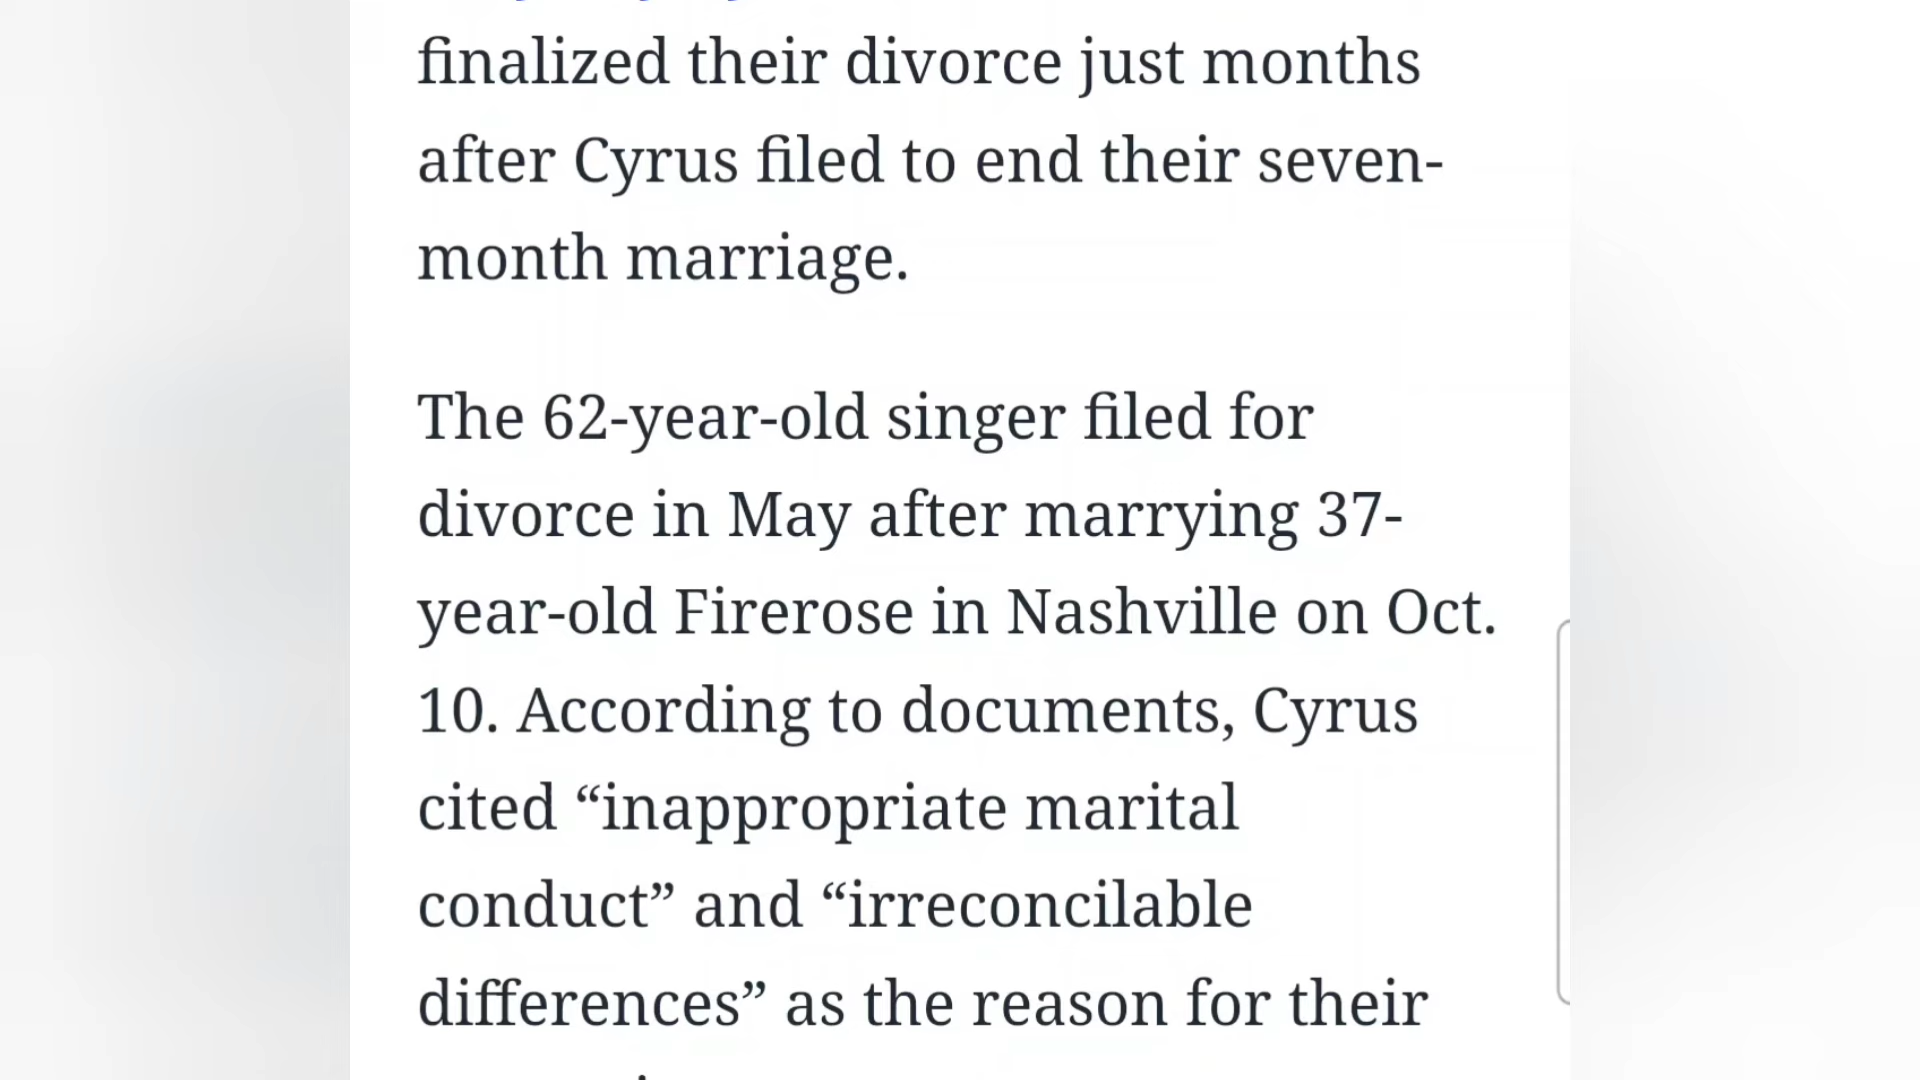 finalized their divorce just months
after Cyrus filed to end their seven-
month marriage.
The 62-year-old singer filed for
divorce in May after marrying 37-
year-old Firerose in Nashville on Oct.
10. According to documents, Cyrus
cited “inappropriate marital
conduct” and “irreconcilable
differences” as the reason for their